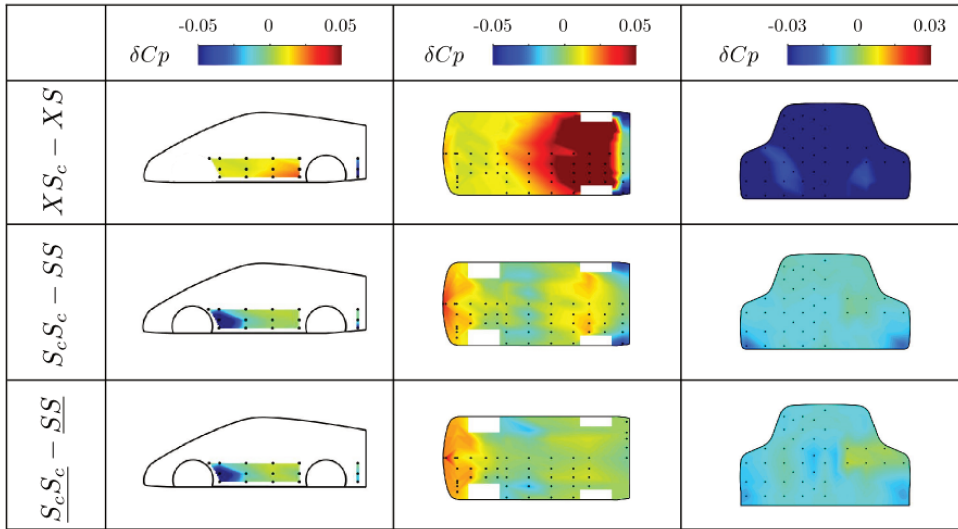 -0.05 0 0.05
δCp
-0.05 0 0.05
δCp
-0.03 0 0.03
δCp
XS_c − XS
S_cS_c − SS
S_cS_c − SS